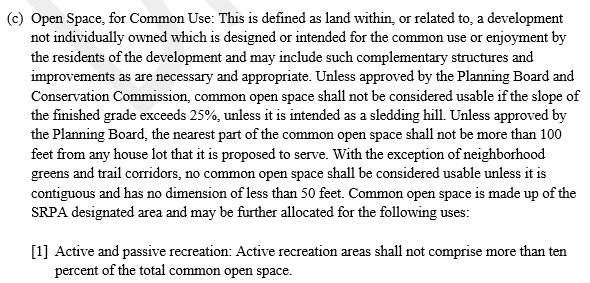 (c) Open Space, for Common Use: This is defined as land within, or related to, a development
not individually owned which is designed or intended for the common use or enjoyment by
the residents of the development and may include such complementary structures and
improvements as are necessary and appropriate. Unless approved by the Planning Board and
Conservation Commission, common open space shall not be considered usable if the slope of
the finished grade exceeds 25%, unless it is intended as a sledding hill. Unless approved by
the Planning Board, the nearest part of the common open space shall not be more than 100
feet from any house lot that it is proposed to serve. With the exception of neighborhood
greens and trail corridors, no common open space shall be considered usable unless it is
contiguous and has no dimension of less than 50 feet. Common open space is made up of the
SRPA designated area and may be further allocated for the following uses:
[1] Active and passive recreation: Active recreation areas shall not comprise more than ten
percent of the total common open space.